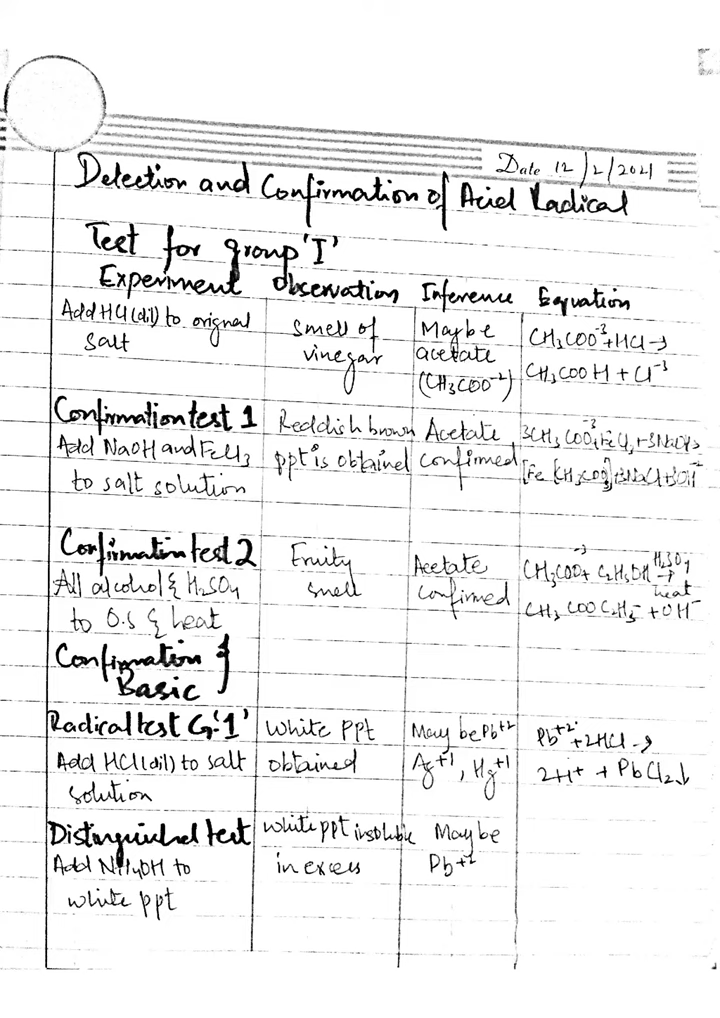 Date 12/2/2021
Detection and Confirmation of Acid Radical
Test for group 'I'
Experiment Observation Inference Equation
Add HCl (dil) to orignal salt
smell of vinegar
Maybe acetate (CH3COO-2)
CH3COO-3 + HCl → CH3COOH + Cl-3
Confirmation test 1
Add NaOH and FeCl3 to salt solution
Reddish brown ppt is obtained
Acetate confirmed
Confirmation test 2
All alcohol & H2SO4 to O.S & heat
Fruity smell
Acetate confirmed
CH3COO-3 + C2H5OH H2SO4 → heat
CH3COOC2H5 + OH-
Confirmation of Basic
Radical test G:'1'
Add HCl (dil) to salt solution
White ppt obtained
May be Pb+2 Ag+1, Hg+1
Pb+2 + 2HCl →
2H+ + PbCl2↓
Distinguished test
Add NH4OH to white ppt
White ppt insoluble in excess
Maybe Pb+2